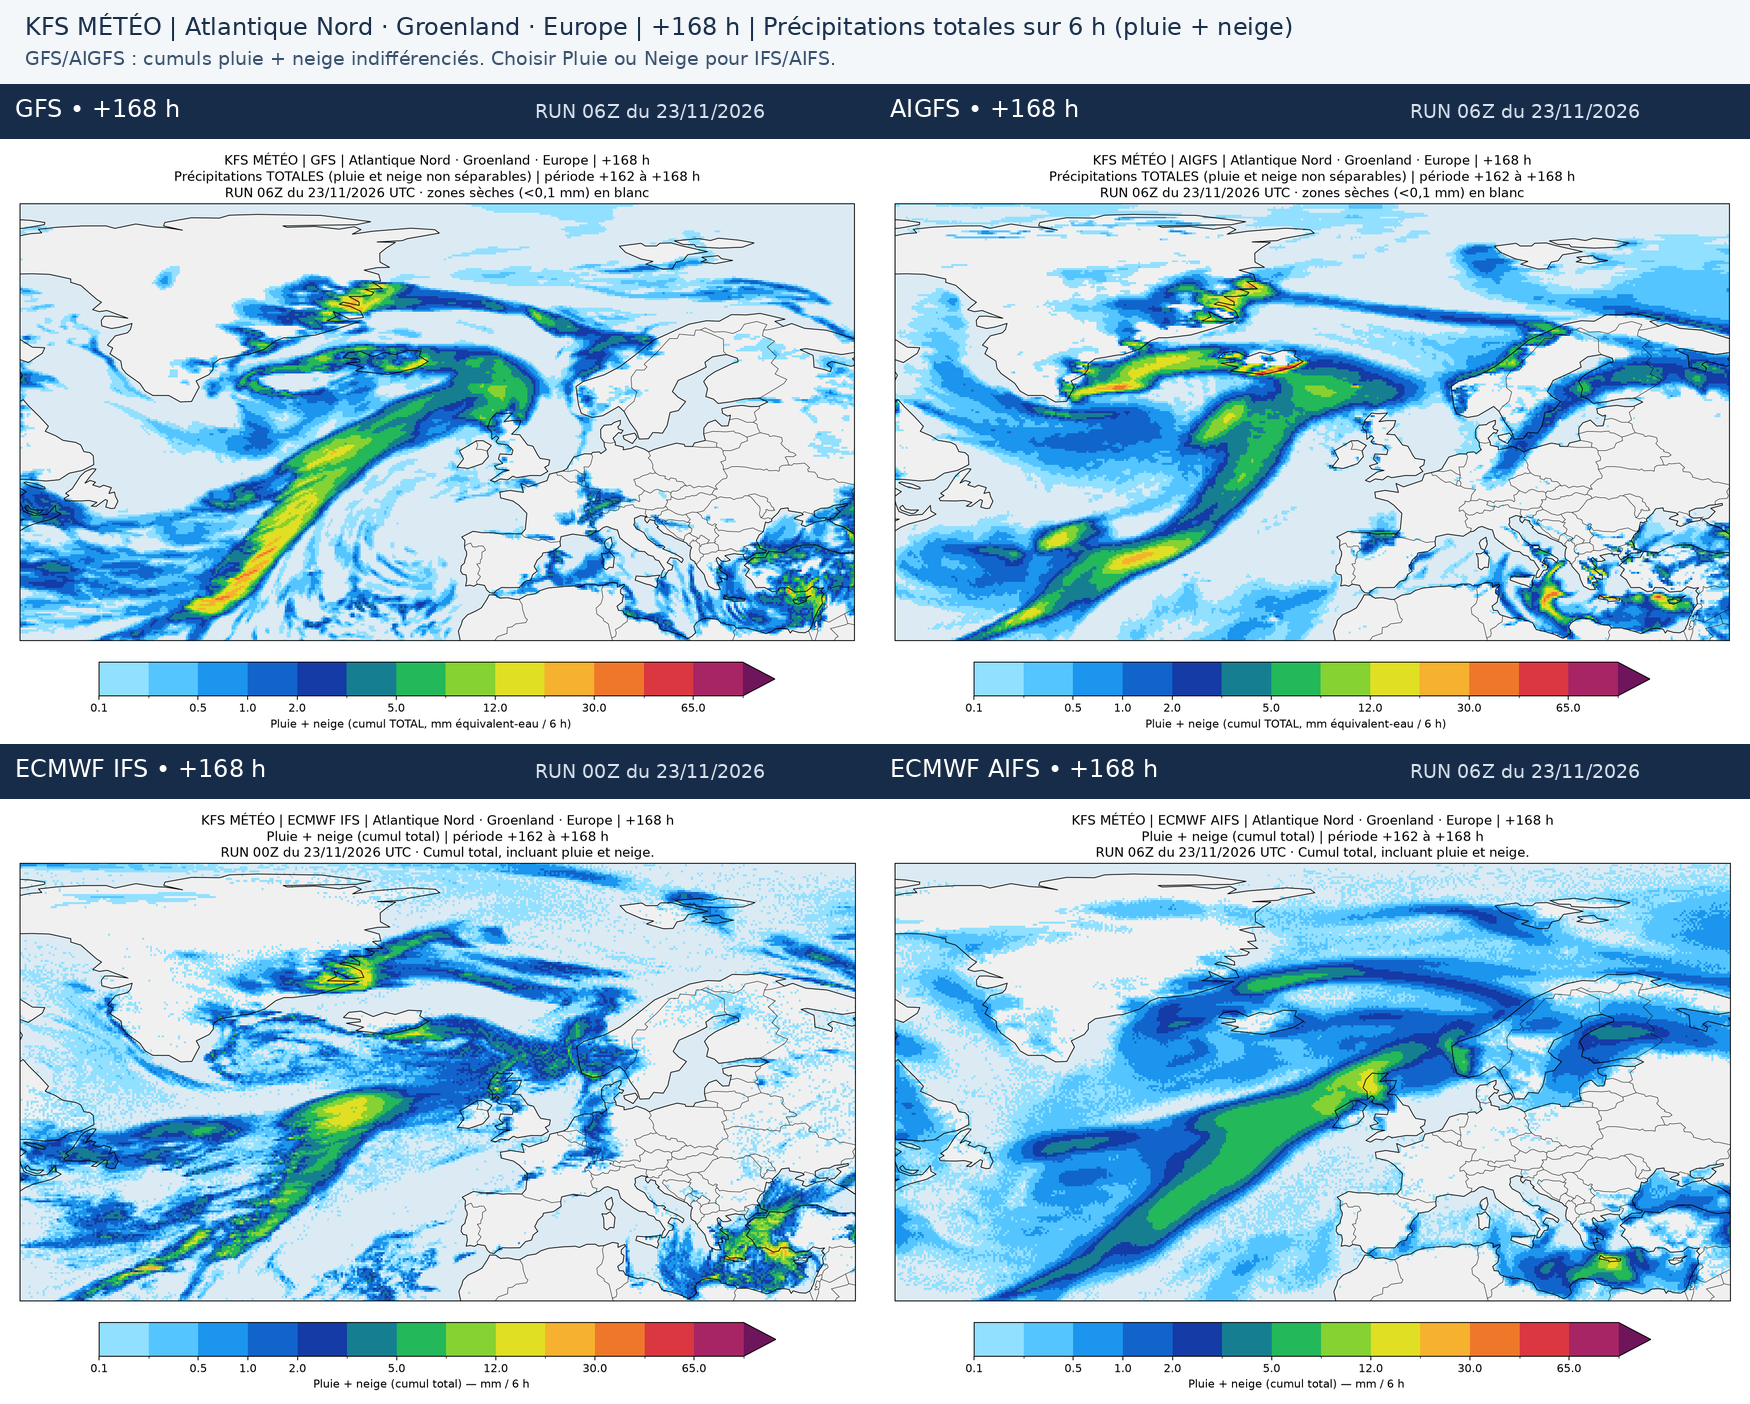 KFS MÉTÉO | Atlantique Nord · Groenland · Europe | +168 h | Précipitations totales sur 6 h (pluie + neige)
GFS/AIGFS : cumuls pluie + neige indifférenciés. Choisir Pluie ou Neige pour IFS/AIFS.
GFS • +168 h
RUN 06Z du 23/11/2026
AIGFS • +168 h
RUN 06Z du 23/11/2026
KFS MÉTÉO | GFS | Atlantique Nord · Groenland · Europe | +168 h
Précipitations TOTALES (pluie et neige non séparables) | période +162 à +168 h
RUN 06Z du 23/11/2026 UTC · zones sèches (<0,1 mm) en blanc
KFS MÉTÉO | AIGFS | Atlantique Nord · Groenland · Europe | +168 h
Précipitations TOTALES (pluie et neige non séparables) | période +162 à +168 h
RUN 06Z du 23/11/2026 UTC · zones sèches (<0,1 mm) en blanc
0.1 0.5 1.0 2.0 5.0 12.0 30.0 65.0
Pluie + neige (cumul TOTAL, mm équivalent-eau / 6 h)
0.1 0.5 1.0 2.0 5.0 12.0 30.0 65.0
Pluie + neige (cumul TOTAL, mm équivalent-eau / 6 h)
ECMWF IFS • +168 h
RUN 00Z du 23/11/2026
ECMWF AIFS • +168 h
RUN 06Z du 23/11/2026
KFS MÉTÉO | ECMWF IFS | Atlantique Nord · Groenland · Europe | +168 h
Pluie + neige (cumul total) | période +162 à +168 h
RUN 00Z du 23/11/2026 UTC · Cumul total, incluant pluie et neige.
KFS MÉTÉO | ECMWF AIFS | Atlantique Nord · Groenland · Europe | +168 h
Pluie + neige (cumul total) | période +162 à +168 h
RUN 06Z du 23/11/2026 UTC · Cumul total, incluant pluie et neige.
0.1 0.5 1.0 2.0 5.0 12.0 30.0 65.0
Pluie + neige (cumul total) — mm / 6 h
0.1 0.5 1.0 2.0 5.0 12.0 30.0 65.0
Pluie + neige (cumul total) — mm / 6 h